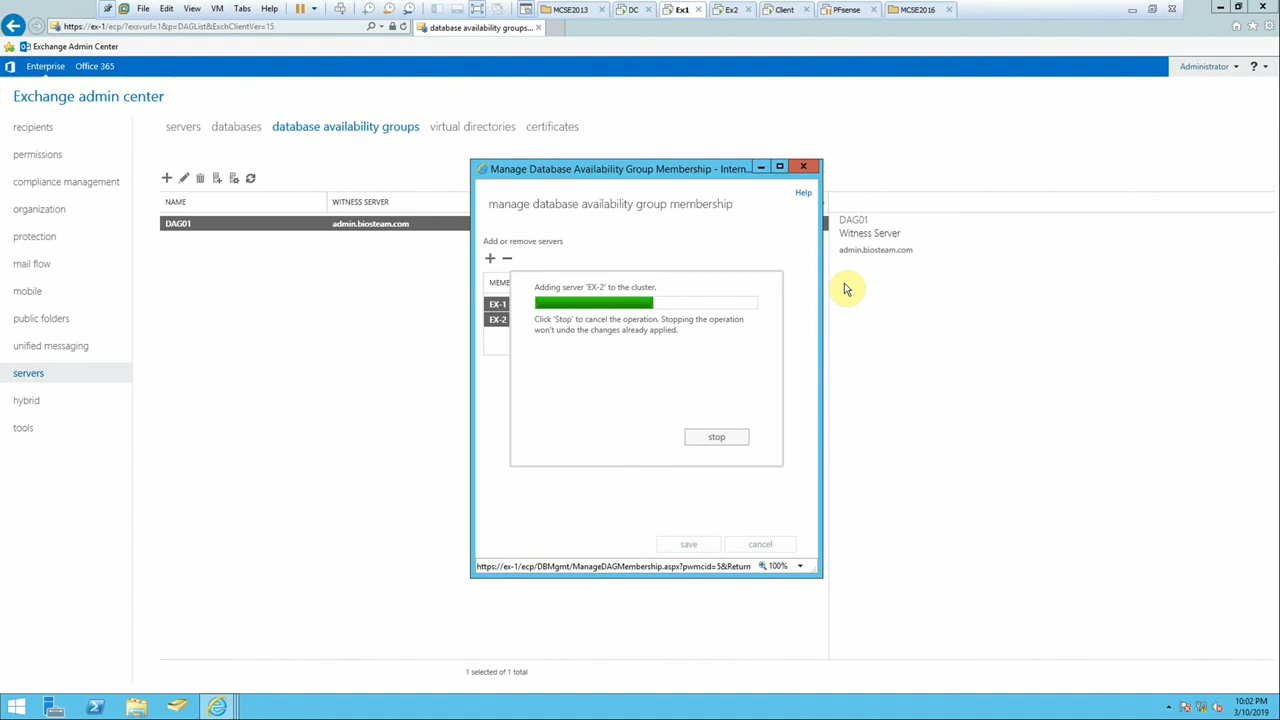 File Edit View VM Tabs Help
MCSE2013 DC Ex1 Ex2 Client PFsense MCSE2016
https://ex-1/ecp/?exsvurl=1&p=DAGList&ExchClientVer=15
database availability groups...
Exchange Admin Center
Enterprise Office 365
Administrator ?
Exchange admin center
recipients
permissions
compliance management
organization
protection
mail flow
mobile
public folders
unified messaging
servers
hybrid
tools
servers databases database availability groups virtual directories certificates
NAME WITNESS SERVER
DAG01 admin.biosteam.com
DAG01
Witness Server
admin.biosteam.com
Manage Database Availability Group Membership - Intern...
Help
manage database availability group membership
Add or remove servers
MEMB
EX-1
EX-2
Adding server 'EX-2' to the cluster.
Click 'Stop' to cancel the operation. Stopping the operation
won't undo the changes already applied.
stop
save cancel
https://ex-1/ecp/DBMgmt/ManageDAGMembership.aspx?pwmcid=5&Return 100%
1 selected of 1 total
10:02 PM
3/10/2019